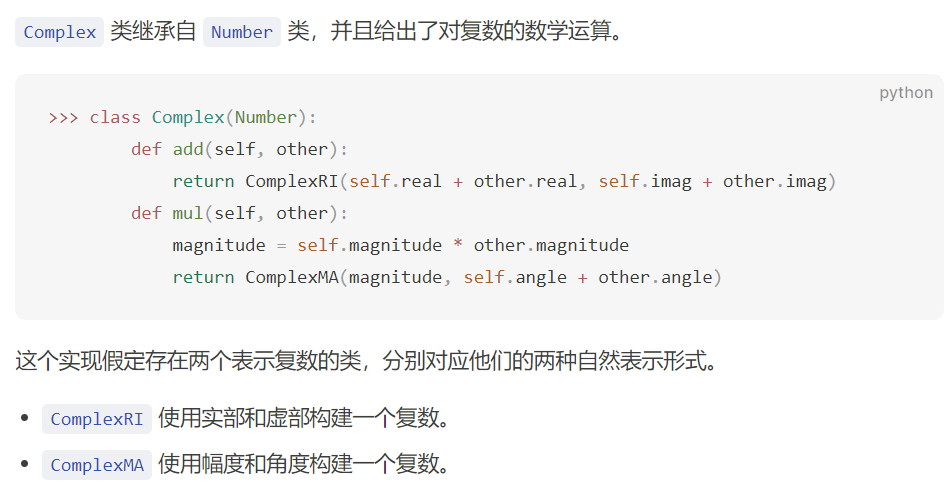 Complex 类继承自 Number 类，并且给出了对复数的数学运算。
python
>>> class Complex(Number):
        def add(self, other):
            return ComplexRI(self.real + other.real, self.imag + other.imag)
        def mul(self, other):
            magnitude = self.magnitude * other.magnitude
            return ComplexMA(magnitude, self.angle + other.angle)
这个实现假定存在两个表示复数的类，分别对应他们的两种自然表示形式。
• ComplexRI 使用实部和虚部构建一个复数。
• ComplexMA 使用幅度和角度构建一个复数。